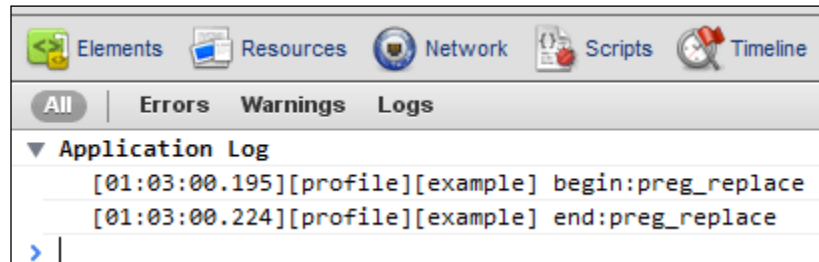 Elements Resources Network Scripts Timeline
All Errors Warnings Logs
▼ Application Log
[01:03:00.195][profile][example] begin:preg_replace
[01:03:00.224][profile][example] end:preg_replace
>